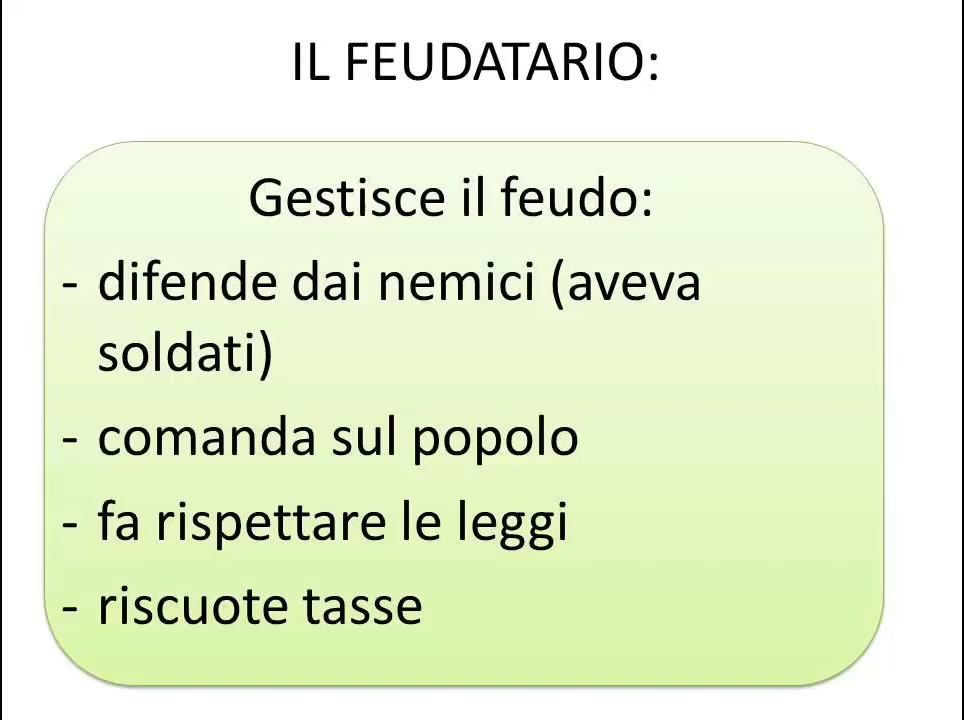 IL FEUDATARIO:
Gestisce il feudo:
- difende dai nemici (aveva
soldati)
- comanda sul popolo
- fa rispettare le leggi
- riscuote tasse